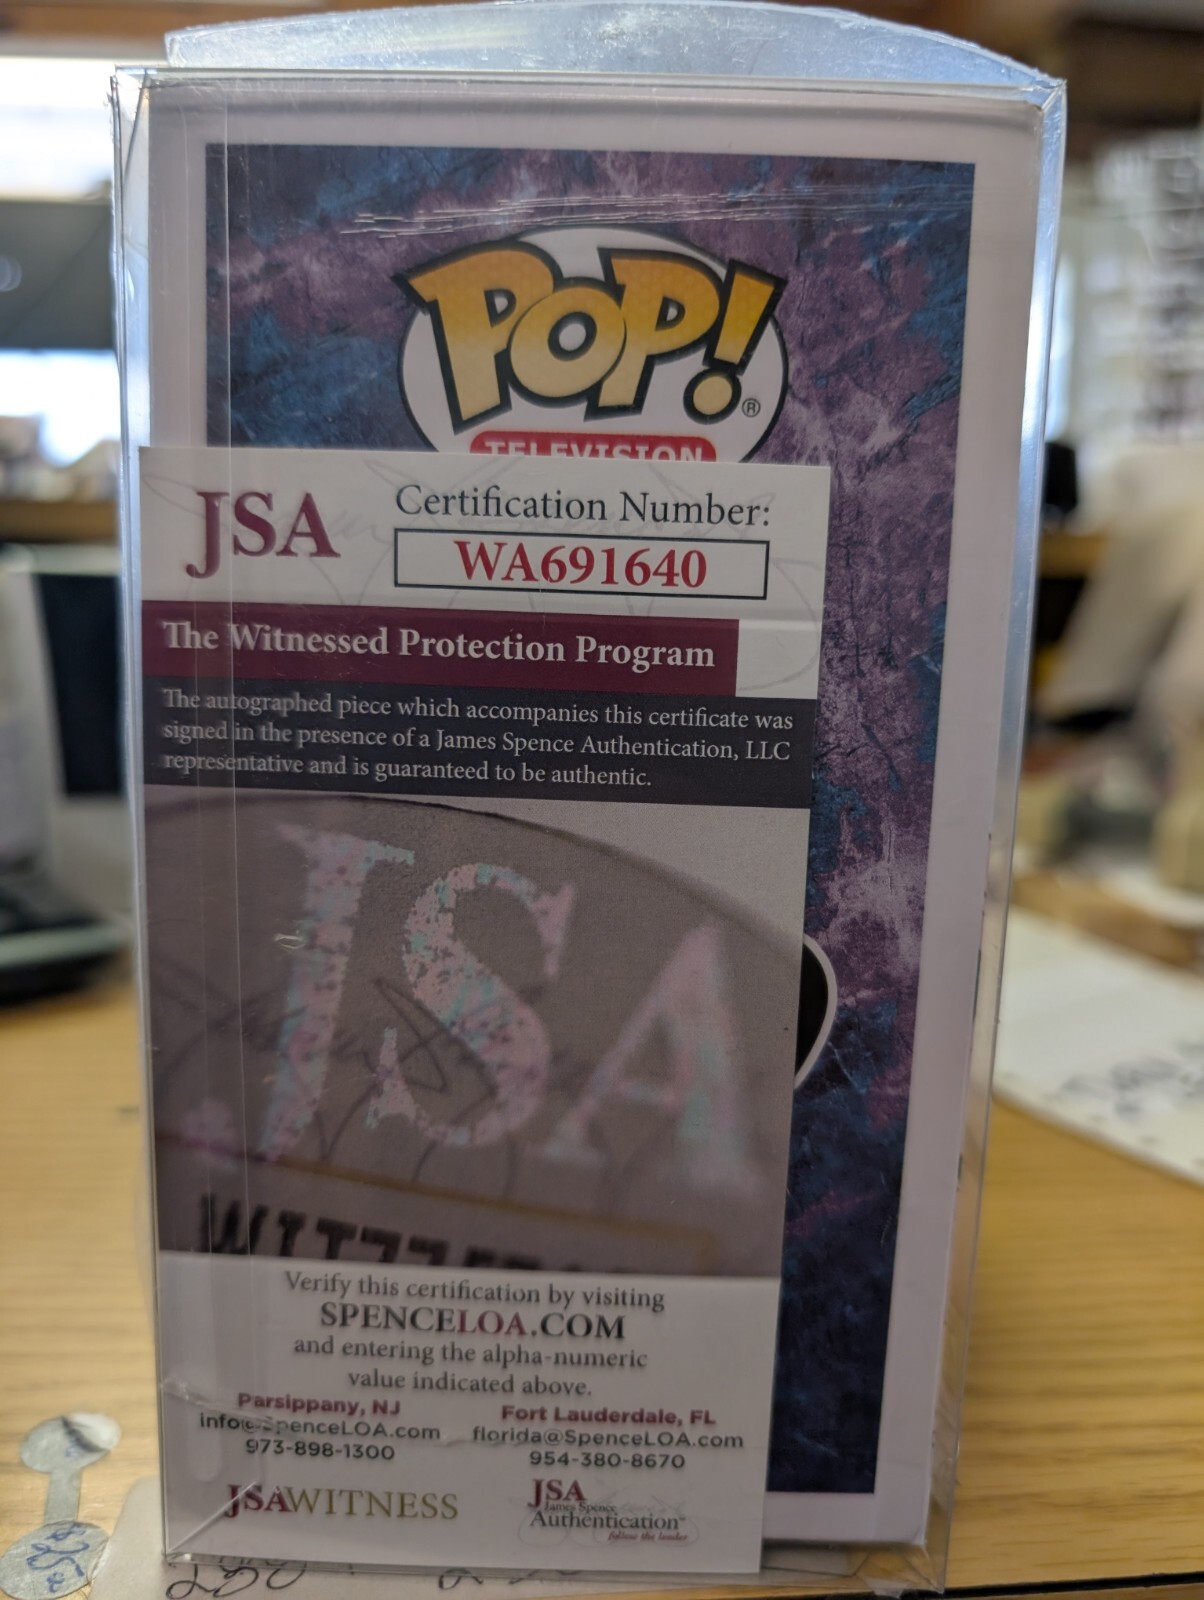 POP!®
TELEVISION
JSA
Certification Number:
WA691640
The Witnessed Protection Program
The autographed piece which accompanies this certificate was
signed in the presence of a James Spence Authentication, LLC
representative and is guaranteed to be authentic.
JSA
Verify this certification by visiting
SPENCELOA.COM
and entering the alpha-numeric
value indicated above.
Parsippany, NJ
info@SpenceLOA.com
973-898-1300
Fort Lauderdale, FL
florida@SpenceLOA.com
954-380-8670
JSAWITNESS
JSA
James Spence
Authentication
follow the leader